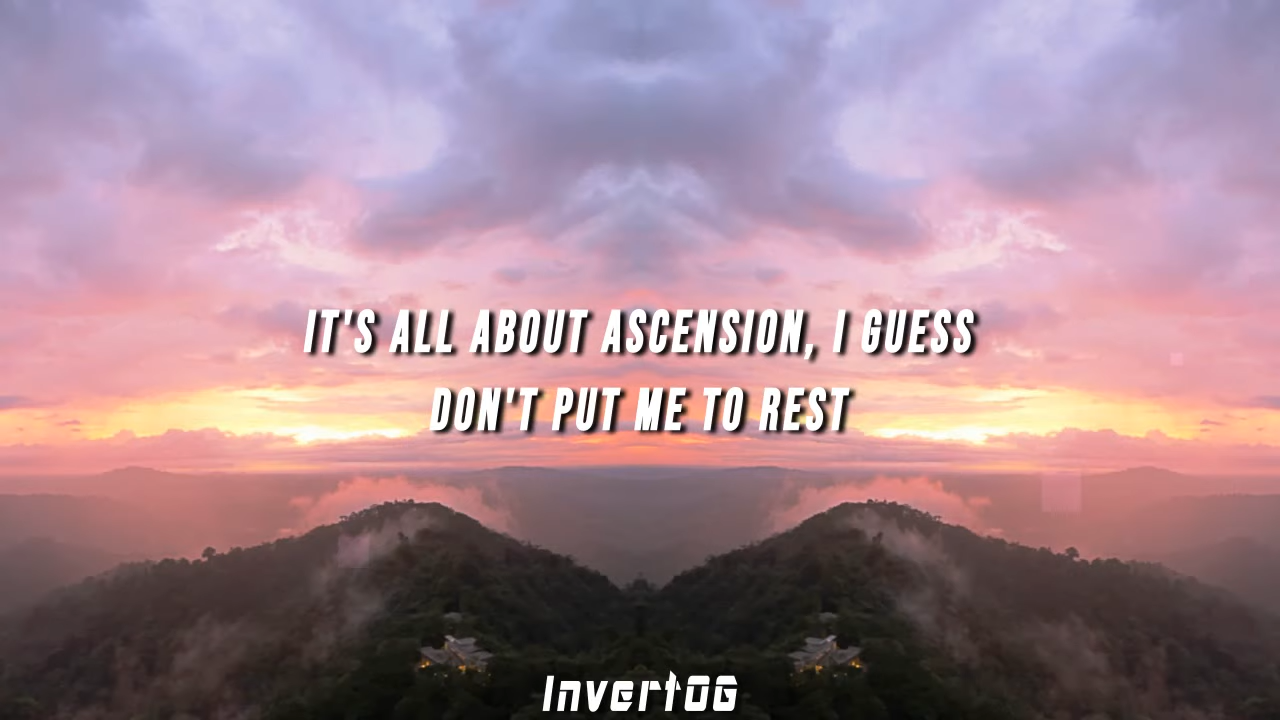 IT'S ALL ABOUT ASCENSION, I GUESS
DON'T PUT ME TO REST
InvertOG